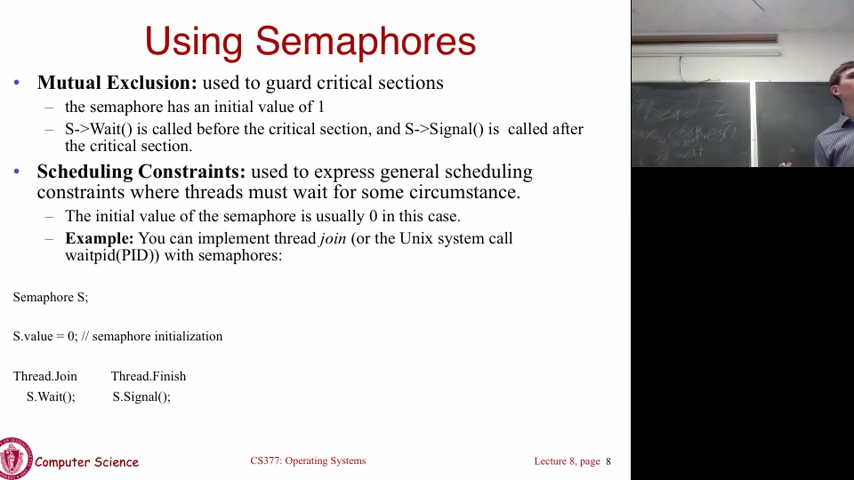 Using Semaphores
• Mutual Exclusion: used to guard critical sections
– the semaphore has an initial value of 1
– S->Wait() is called before the critical section, and S->Signal() is called after
the critical section.
• Scheduling Constraints: used to express general scheduling
constraints where threads must wait for some circumstance.
– The initial value of the semaphore is usually 0 in this case.
– Example: You can implement thread join (or the Unix system call
waitpid(PID)) with semaphores:
Semaphore S;
S.value = 0; // semaphore initialization
Thread.Join Thread.Finish
S.Wait(); S.Signal();
Computer Science
CS377: Operating Systems
Lecture 8, page 8